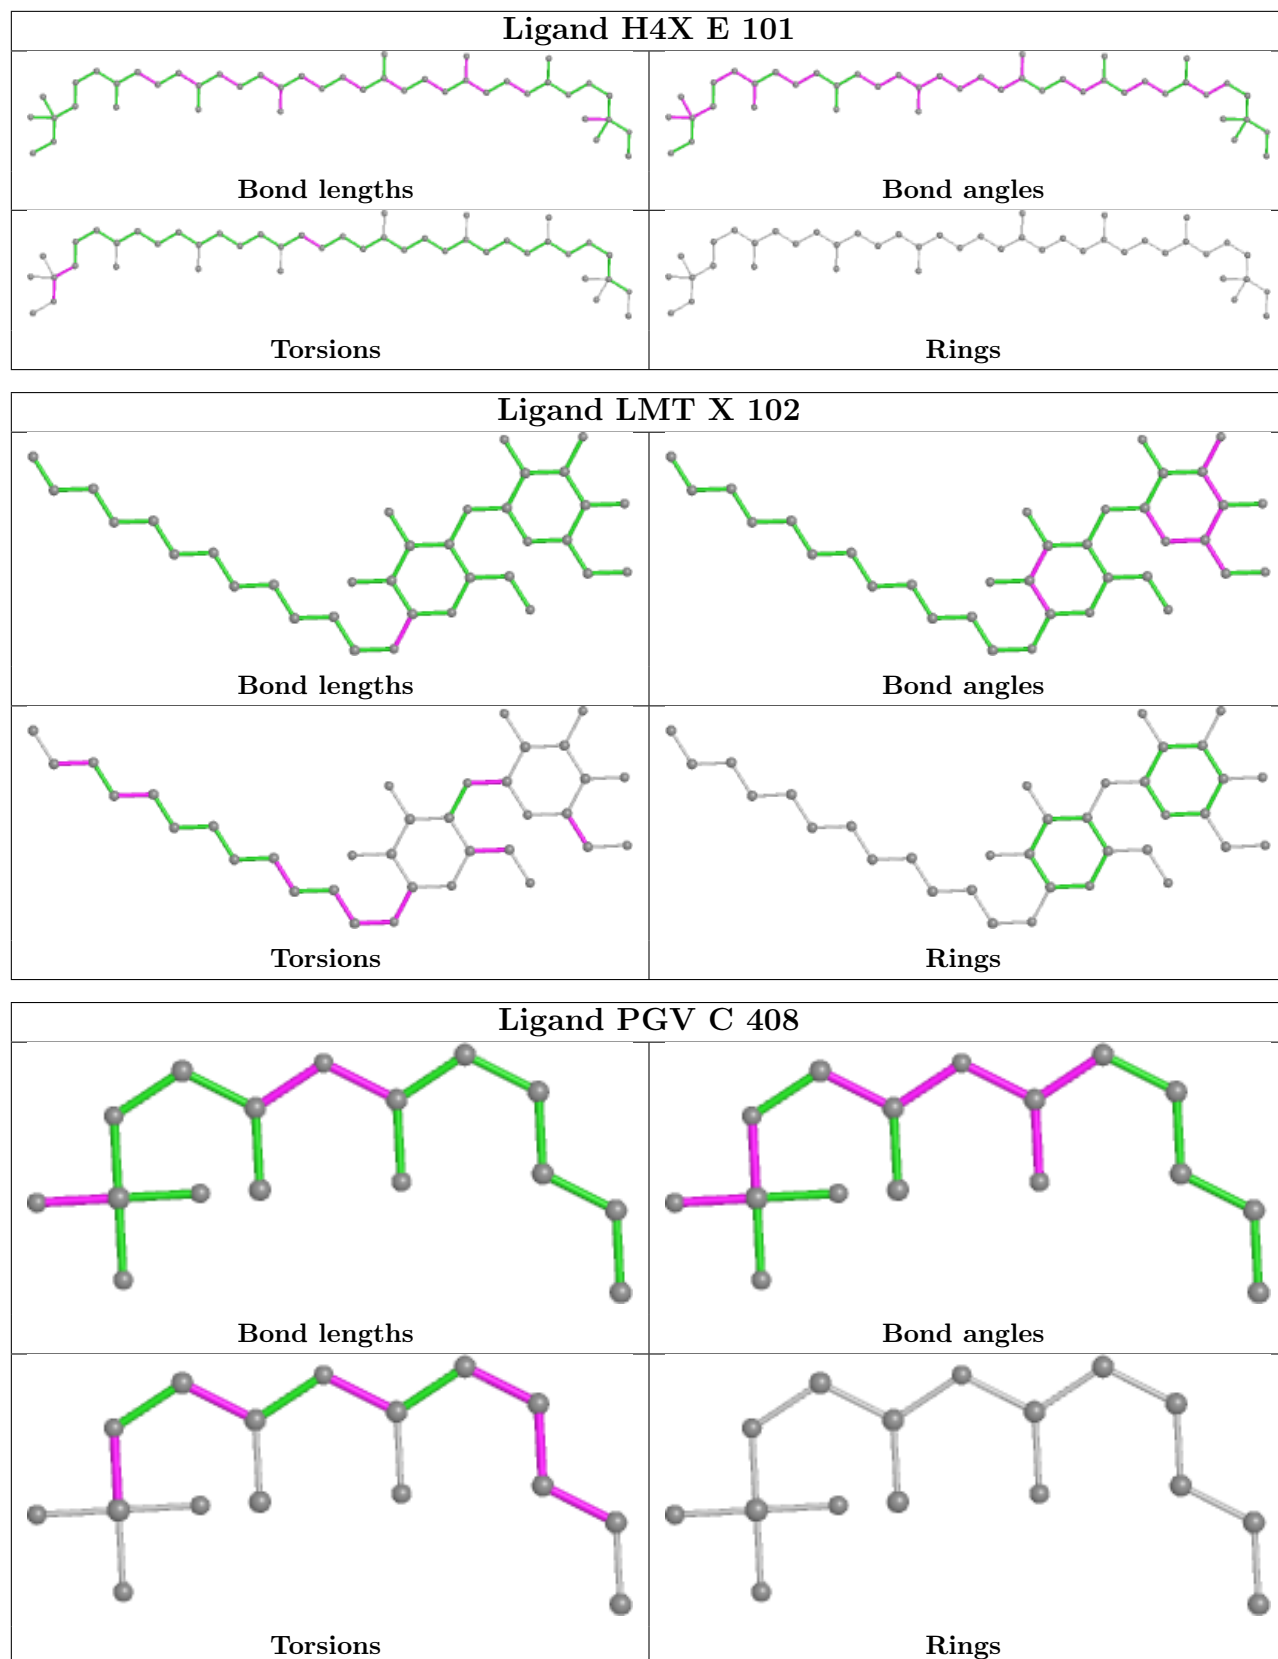 Ligand H4X E 101
Bond lengths
Bond angles
Torsions
Rings
Ligand LMT X 102
Bond lengths
Bond angles
Torsions
Rings
Ligand PGV C 408
Bond lengths
Bond angles
Torsions
Rings